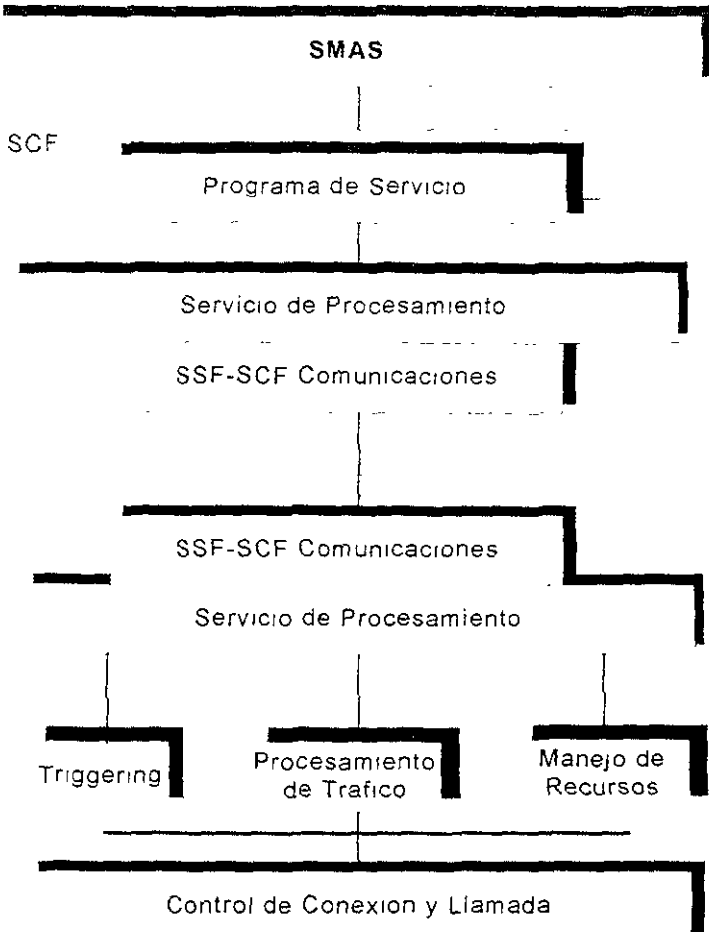 SMAS
SCF
Programa de Servicio
Servicio de Procesamiento
SSF-SCF Comunicaciones
SSF-SCF Comunicaciones
Servicio de Procesamiento
Triggering
Procesamiento
de Trafico
Manejo de
Recursos
Control de Conexion y Llamada